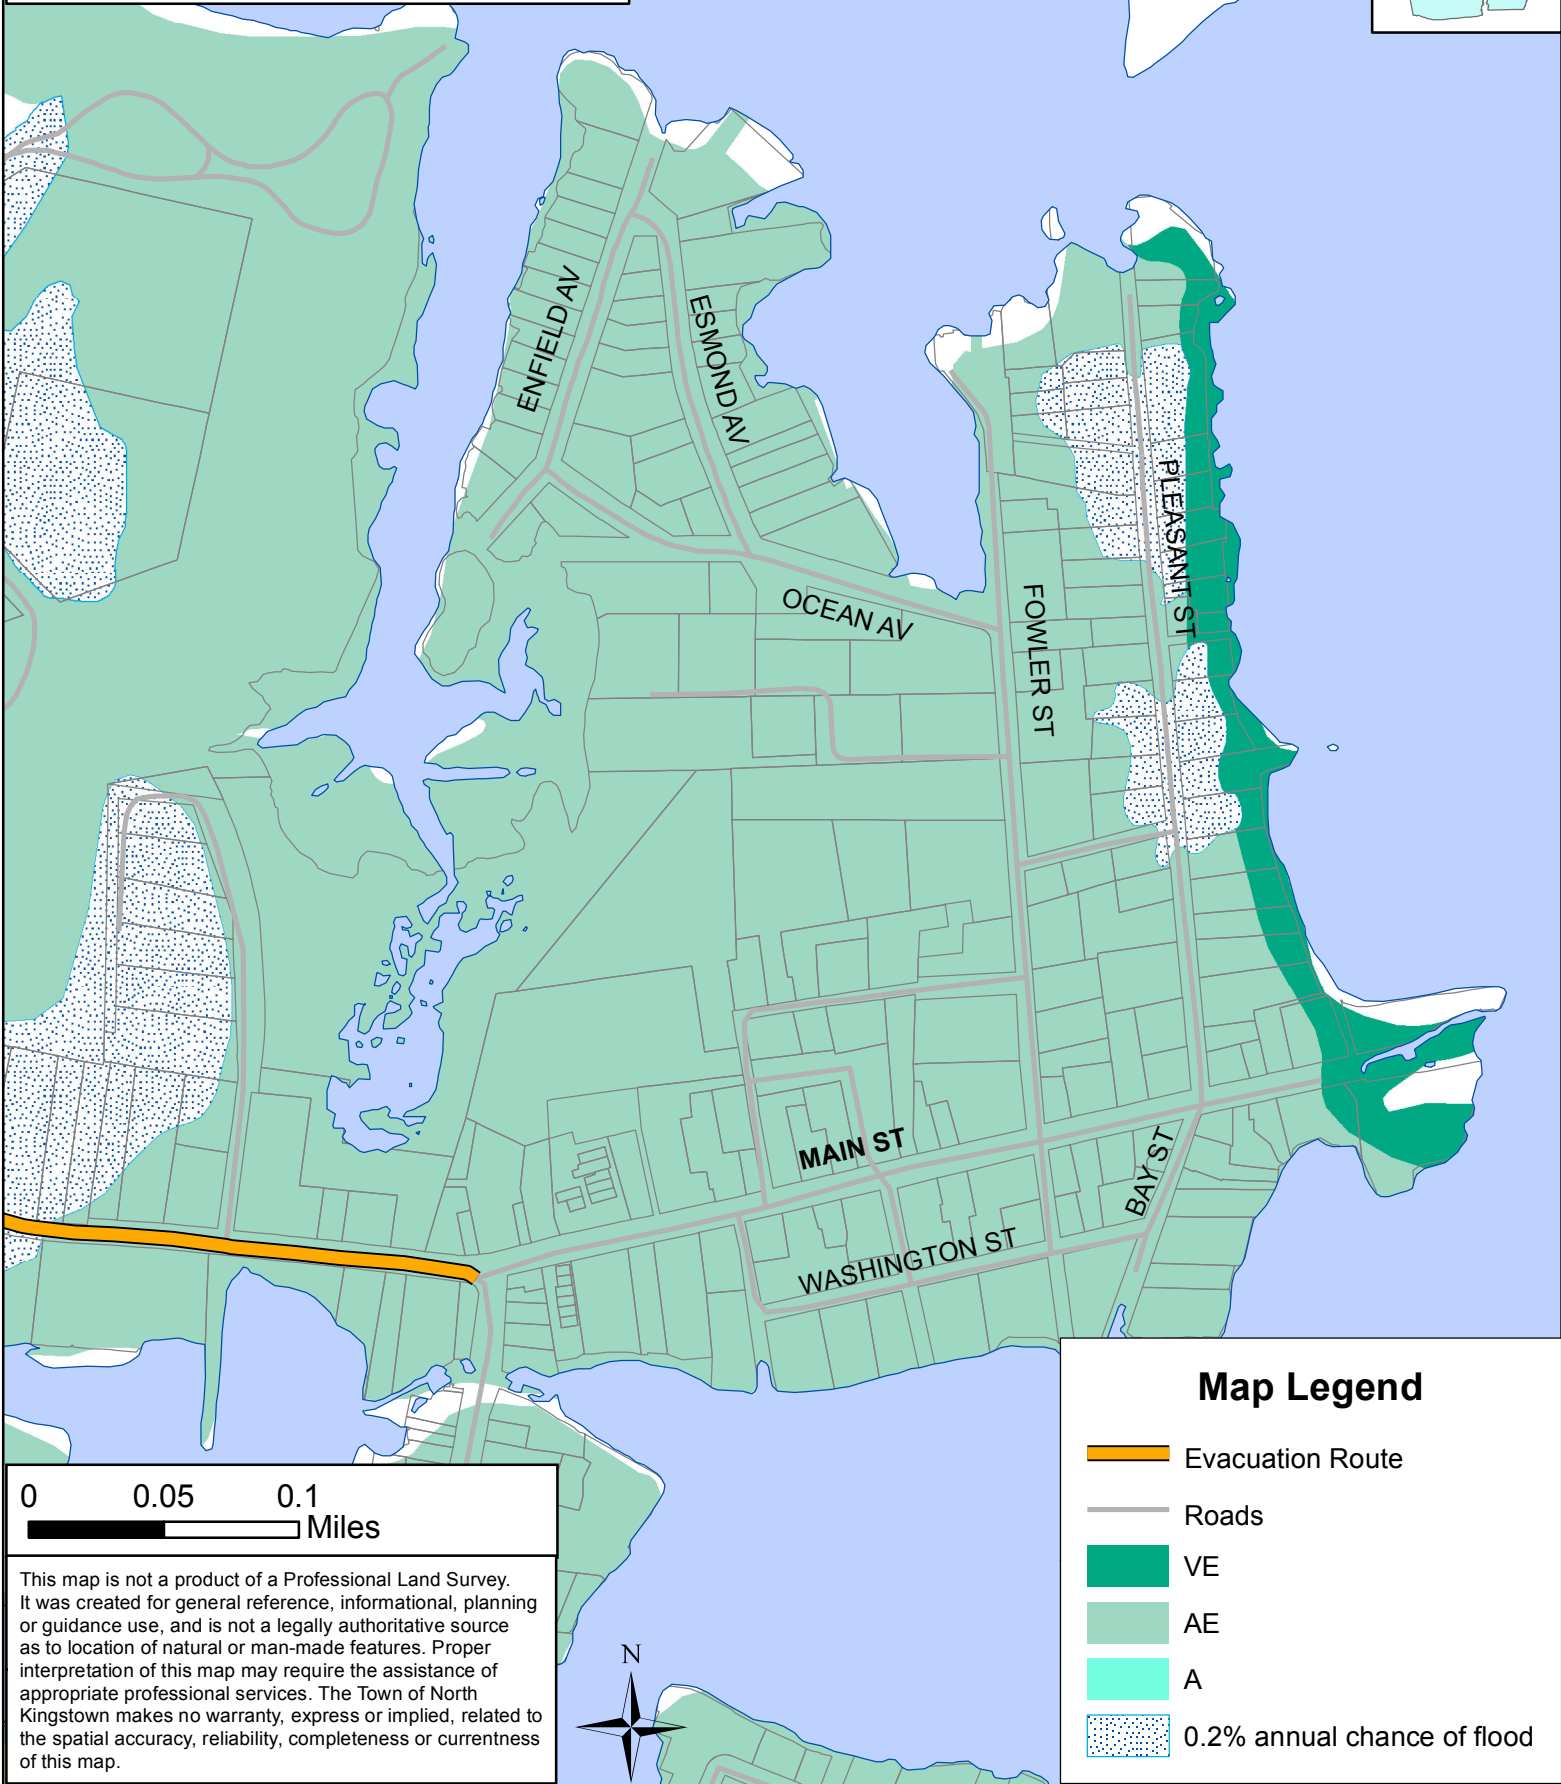 ENFIELD AV
ESMOND AV
PLEASANT ST
OCEAN AV
FOWLER ST
MAIN ST
BAY ST
WASHINGTON ST
Map Legend
Evacuation Route
Roads
VE
AE
A
0.2% annual chance of flood
0 0.05 0.1
Miles
This map is not a product of a Professional Land Survey.
It was created for general reference, informational, planning
or guidance use, and is not a legally authoritative source
as to location of natural or man-made features. Proper
interpretation of this map may require the assistance of
appropriate professional services. The Town of North
Kingstown makes no warranty, express or implied, related to
the spatial accuracy, reliability, completeness or currentness
of this map.
N